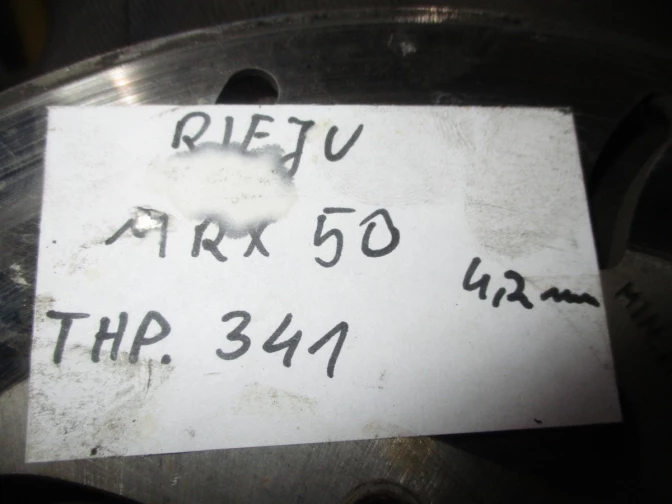 RIEJU
MRX 50
4,2 mm
THP. 341